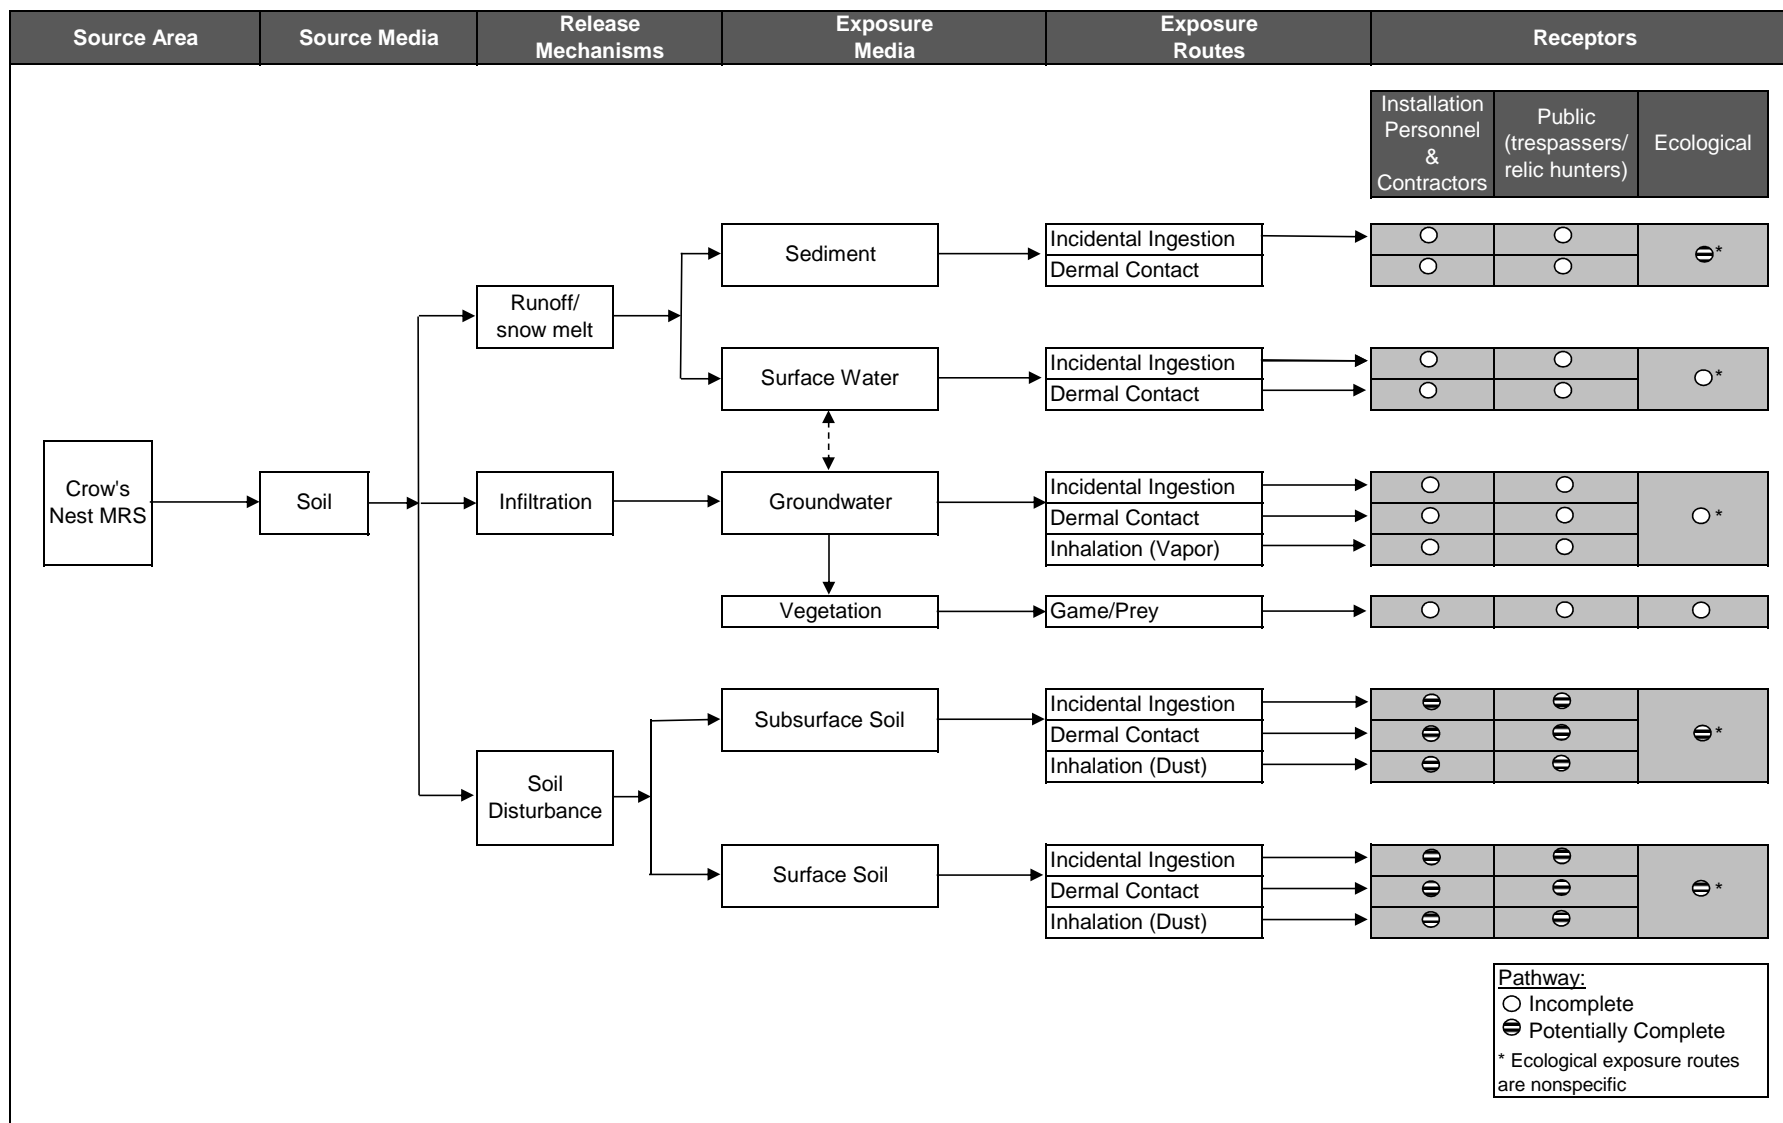 Source Area
Source Media
Release
Mechanisms
Exposure
Media
Exposure
Routes
Receptors
Installation
Personnel
&
Contractors
Public
(trespassers/
relic hunters)
Ecological
Sediment
Incidental Ingestion
Dermal Contact
*
Runoff/
snow melt
Surface Water
Incidental Ingestion
Dermal Contact
*
Crow's
Nest MRS
Soil
Infiltration
Groundwater
Incidental Ingestion
Dermal Contact
Inhalation (Vapor)
*
Vegetation
Game/Prey
Soil
Disturbance
Subsurface Soil
Incidental Ingestion
Dermal Contact
Inhalation (Dust)
*
Surface Soil
Incidental Ingestion
Dermal Contact
Inhalation (Dust)
*
Pathway:
Incomplete
Potentially Complete
* Ecological exposure routes
are nonspecific